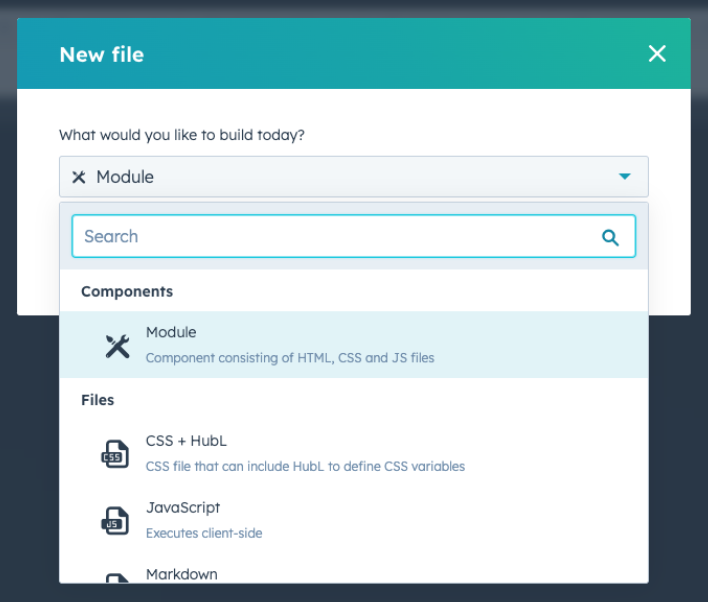 New file
What would you like to build today?
Module
Search
Components
Module
Component consisting of HTML, CSS and JS files
Files
CSS + HubL
CSS
CSS file that can include HubL to define CSS variables
JavaScript
JS
Executes client-side
Markdown